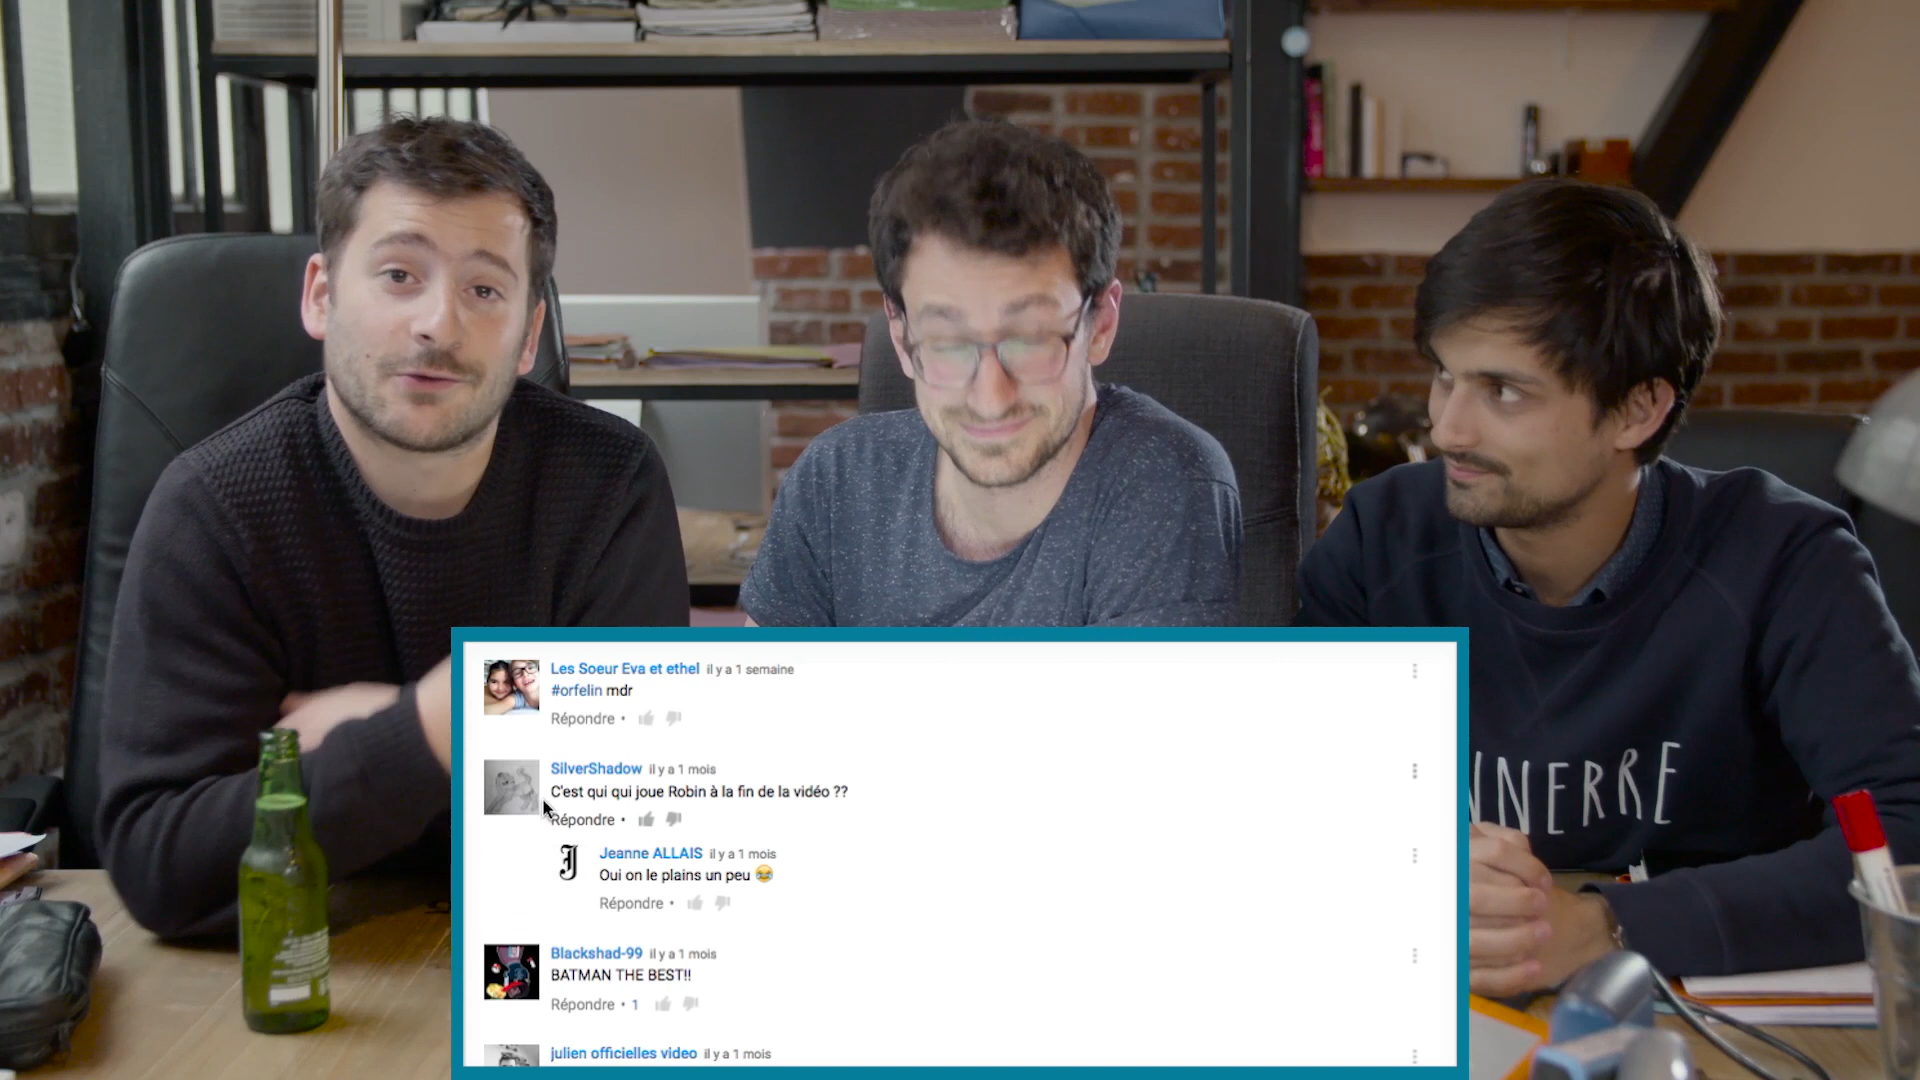 Les Soeur Eva et ethel il y a 1 semaine
#orfelin mdr
Répondre •
SilverShadow il y a 1 mois
C'est qui qui joue Robin à la fin de la vidéo ??
Répondre •
Jeanne ALLAIS il y a 1 mois
Oui on le plains un peu 😂
Répondre •
Blackshad-99 il y a 1 mois
BATMAN THE BEST!!
Répondre • 1
julien officielles video il y a 1 mois
NNERRE